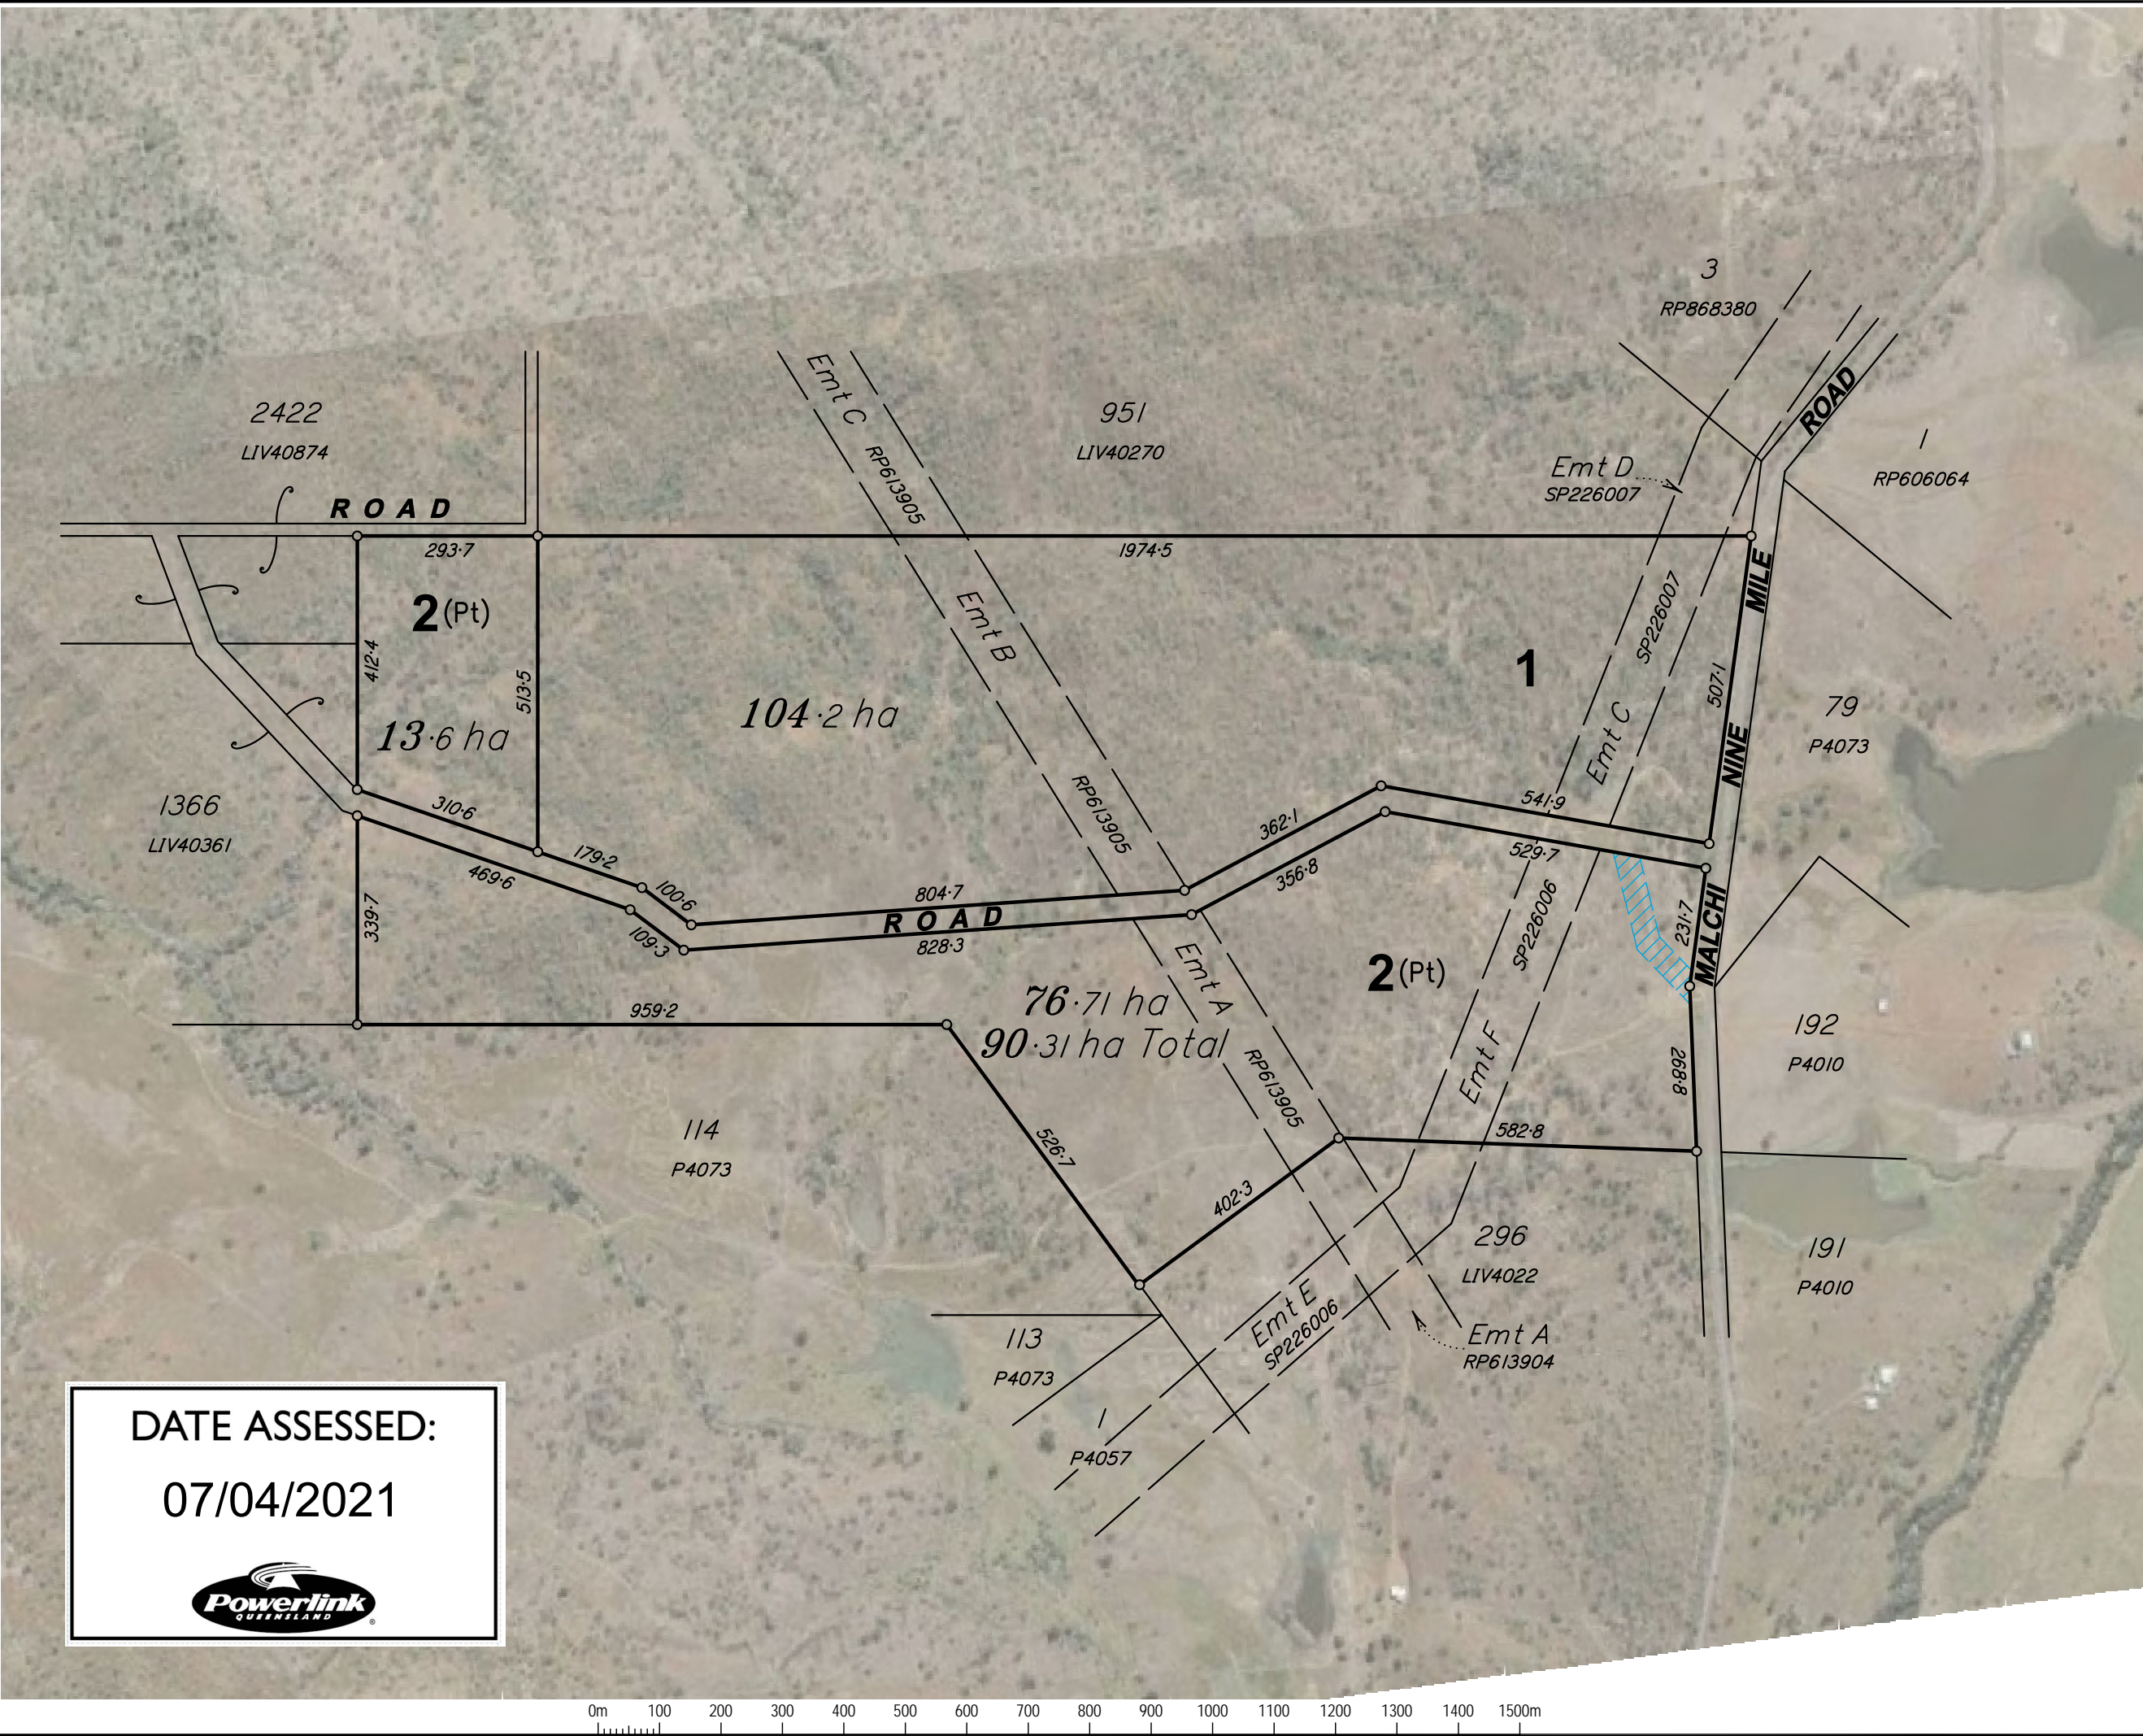 3
RP868380
ROAD
2422
LIV40874
Emt C
RP613905
951
LIV40270
1
RP606064
Emt D
SP226007
ROAD
293·7
1974·5
2(Pt)
412·4
513·5
13·6 ha
104·2 ha
Emt B
RP613905
1
SP226007
Emt C
507·1
MALCHI NINE MILE
79
P4073
1366
LIV40361
310·6
179·2
100·6
804·7
362·1
541·9
469·6
109·3
ROAD
828·3
356·8
529·7
339·7
959·2
Emt A
RP613905
2(Pt)
SP226006
Emt F
231·7
76·71 ha
90·31 ha Total
192
P4010
268·8
114
P4073
526·7
402·3
582·8
296
LIV4022
191
P4010
Emt E
SP226006
Emt A
RP613904
113
P4073
1
P4057
DATE ASSESSED:
07/04/2021
Powerlink
QUEENSLAND
®
0m 100 200 300 400 500 600 700 800 900 1000 1100 1200 1300 1400 1500m